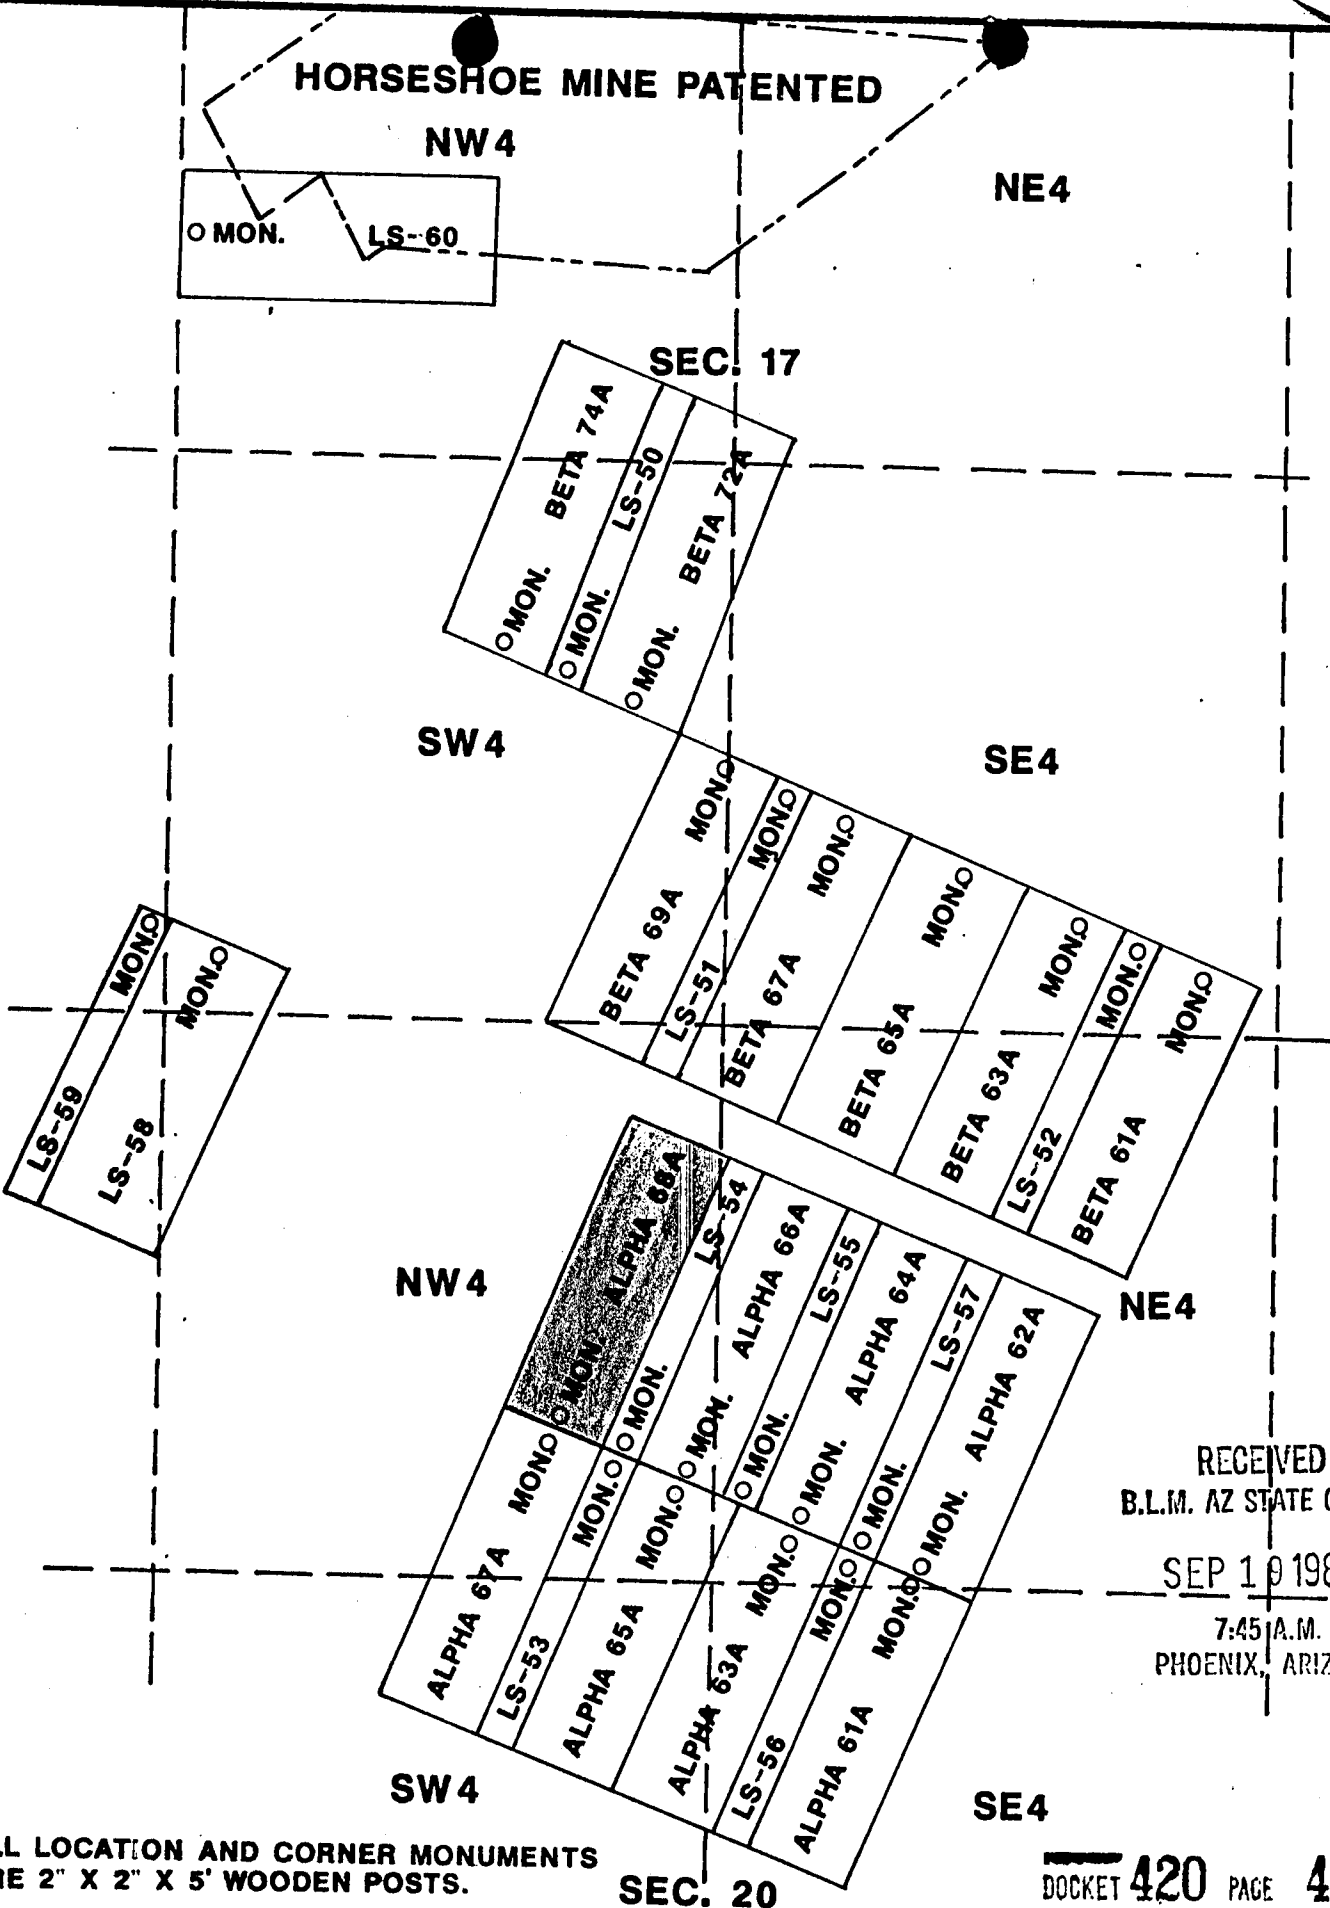 HORSESHOE MINE PATENTED
NW4
NE4
MON. LS-60
SEC. 17
BETA 74A
MON.
LS-50
MON.
BETA 72A
MON.
SW4
SE4
MON.
BETA 69A
MON.
LS-51
MON.
BETA 67A
MON.
BETA 65A
MON.
BETA 63A
MON.
LS-52
MON.
BETA 61A
MON.
LS-59
MON.
LS-58
NW4
NE4
ALPHA 68A
MON.
LS-54
MON.
ALPHA 66A
MON.
LS-55
MON.
ALPHA 64A
MON.
LS-57
MON.
ALPHA 62A
MON.
MON.
ALPHA 67A
MON.
LS-53
MON.
ALPHA 65A
MON.
ALPHA 63A
MON.
LS-56
MON.
ALPHA 61A
RECEIVED
B.L.M. AZ STATE
SEP 19 198
7:45 A.M.
PHOENIX, ARIZ
SW4
SE4
LL LOCATION AND CORNER MONUMENTS
RE 2" X 2" X 5' WOODEN POSTS.
SEC. 20
DOCKET 420 PAGE 4